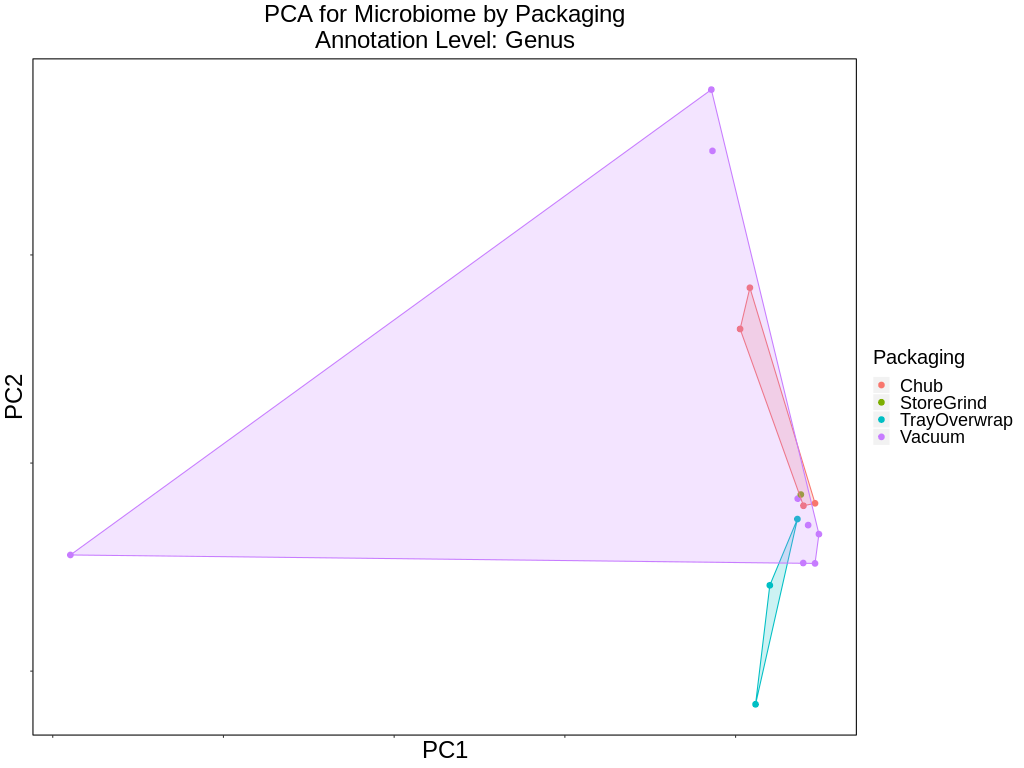 PCA for Microbiome by Packaging
Annotation Level: Genus
PC2
PC1
Packaging
Chub
StoreGrind
TrayOverwrap
Vacuum